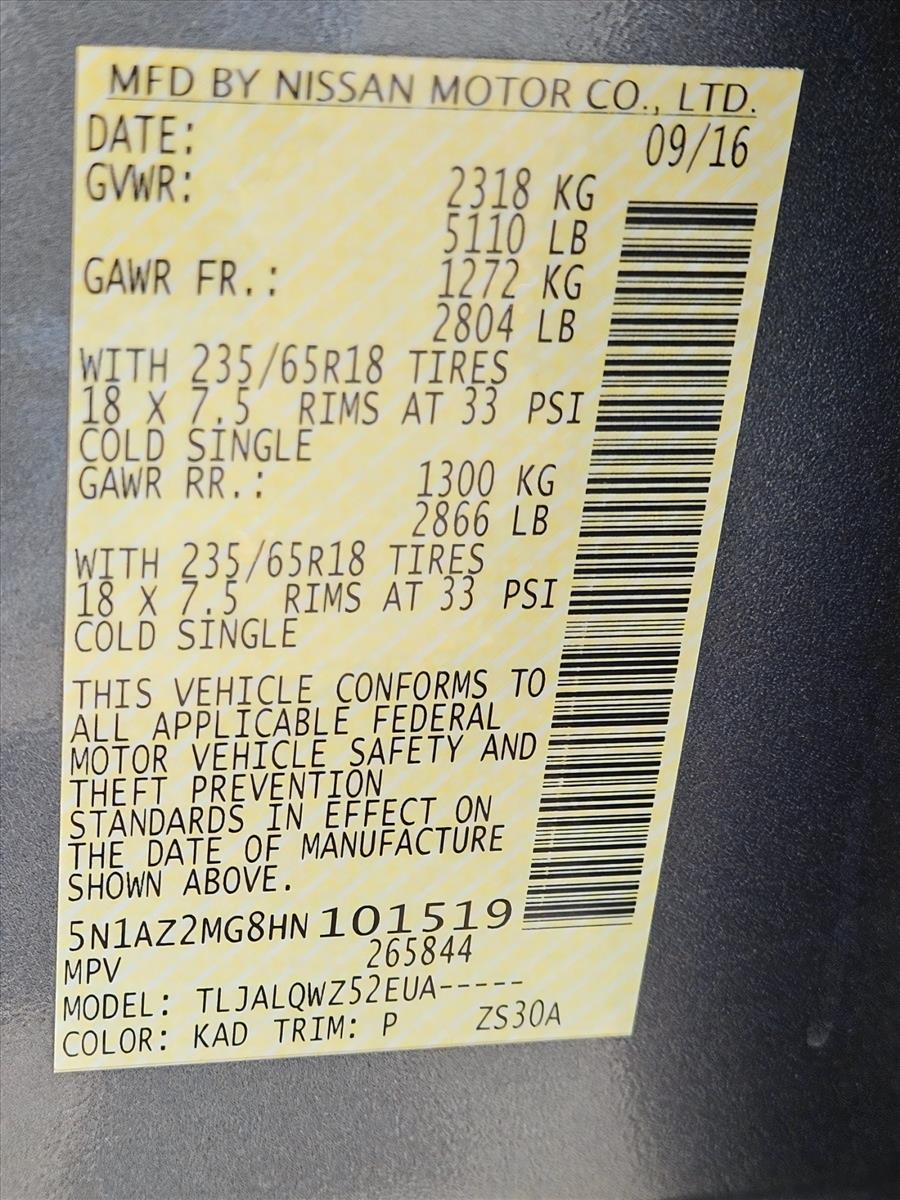 MFD BY NISSAN MOTOR CO., LTD.
DATE: 09/16
GVWR: 2318 KG
5110 LB
GAWR FR.: 1272 KG
2804 LB
WITH 235/65R18 TIRES
18 X 7.5 RIMS AT 33 PSI
COLD SINGLE
GAWR RR.: 1300 KG
2866 LB
WITH 235/65R18 TIRES
18 X 7.5 RIMS AT 33 PSI
COLD SINGLE
THIS VEHICLE CONFORMS TO
ALL APPLICABLE FEDERAL
MOTOR VEHICLE SAFETY AND
THEFT PREVENTION
STANDARDS IN EFFECT ON
THE DATE OF MANUFACTURE
SHOWN ABOVE.
5N1AZ2MG8HN101519
MPV 265844
MODEL: TLJALQWZ52EUA-----
COLOR: KAD TRIM: P ZS30A